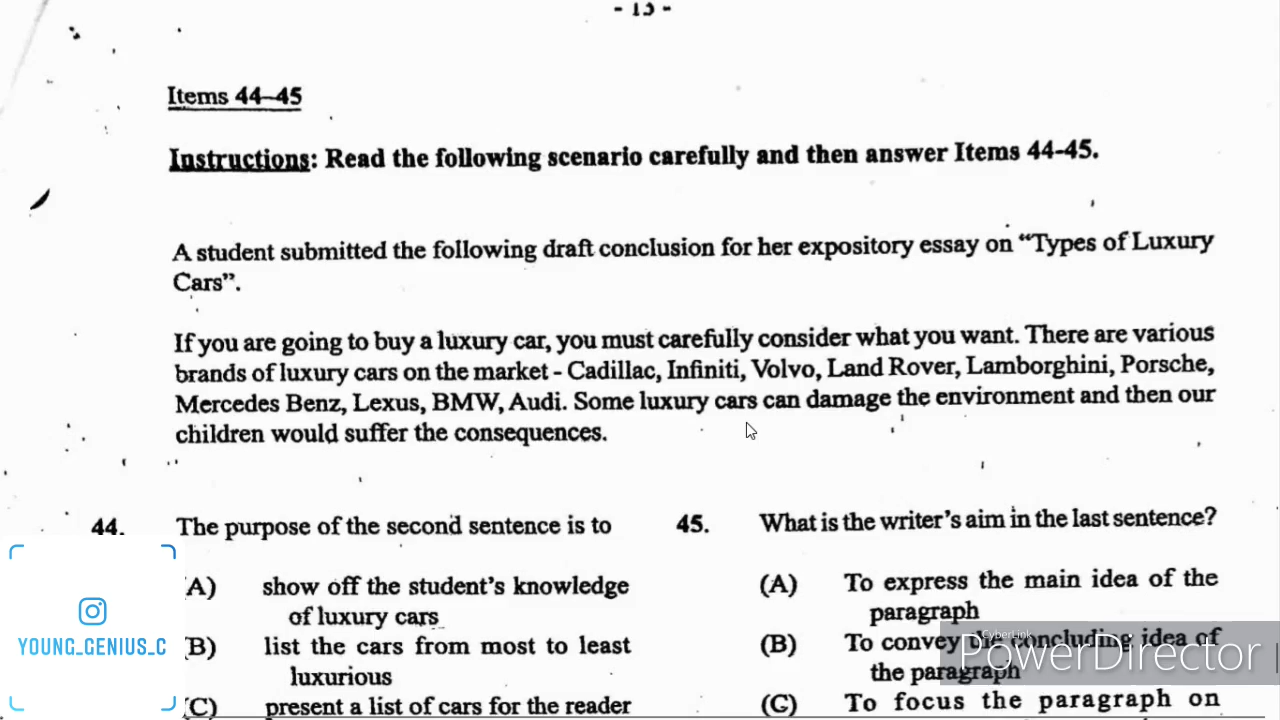 - 15 -
Items 44–45
Instructions: Read the following scenario carefully and then answer Items 44-45.
A student submitted the following draft conclusion for her expository essay on “Types of Luxury
Cars”.
If you are going to buy a luxury car, you must carefully consider what you want. There are various
brands of luxury cars on the market - Cadillac, Infiniti, Volvo, Land Rover, Lamborghini, Porsche,
Mercedes Benz, Lexus, BMW, Audi. Some luxury cars can damage the environment and then our
children would suffer the consequences.
44. The purpose of the second sentence is to
A) show off the student’s knowledge
of luxury cars
(B) list the cars from most to least
luxurious
(C) present a list of cars for the reader
45. What is the writer’s aim in the last sentence?
(A) To express the main idea of the
paragraph
(B) To convey the concluding idea of
the paragraph
(C) To focus the paragraph on
YOUNG_GENIUS_C
CyberLink
PowerDirector